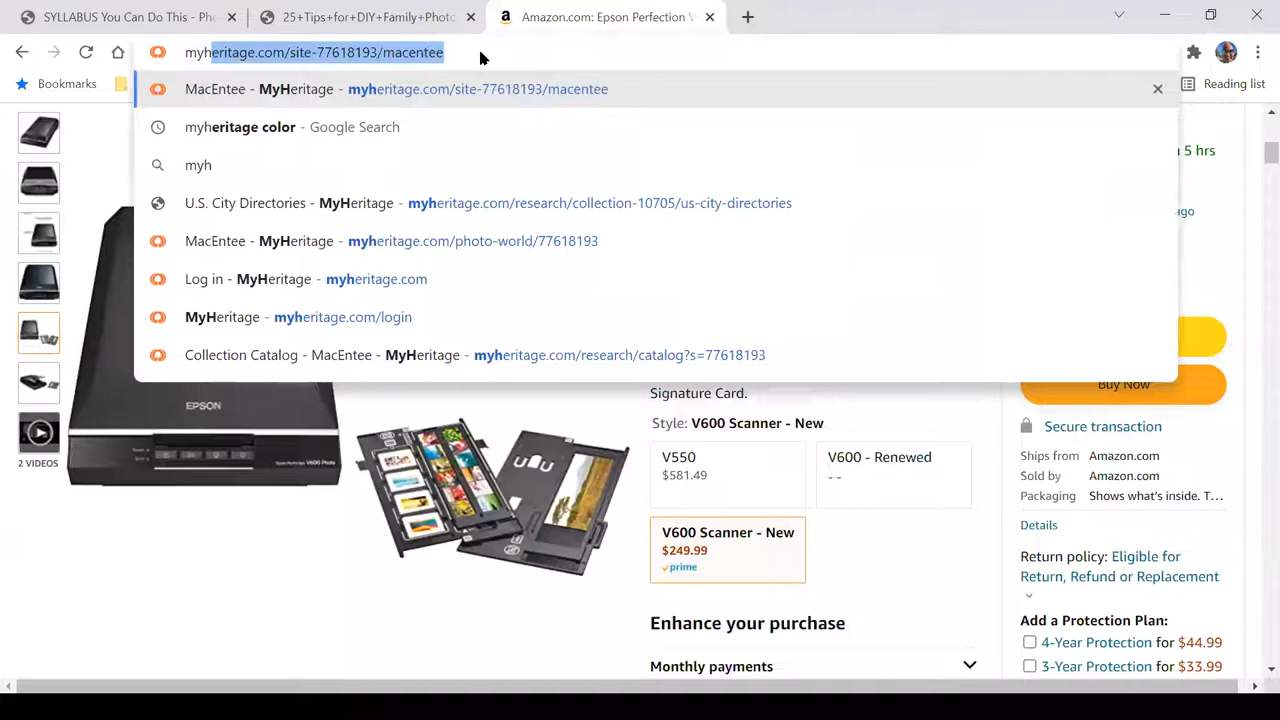 SYLLABUS You Can Do This - Ph
25+Tips+for+DIY+Family+Photo
Amazon.com: Epson Perfection V
myheritage.com/site-77618193/macentee
Bookmarks
Reading list
MacEntee - MyHeritage - myheritage.com/site-77618193/macentee
myheritage color - Google Search
myh
U.S. City Directories - MyHeritage - myheritage.com/research/collection-10705/us-city-directories
MacEntee - MyHeritage - myheritage.com/photo-world/77618193
Log in - MyHeritage - myheritage.com
MyHeritage - myheritage.com/login
Collection Catalog - MacEntee - MyHeritage - myheritage.com/research/catalog?s=77618193
5 hrs
ago
2 VIDEOS
EPSON
Signature Card.
Style: V600 Scanner - New
V550
$581.49
V600 - Renewed
- -
V600 Scanner - New
$249.99
prime
Enhance your purchase
Monthly payments
Buy Now
Secure transaction
Ships from Amazon.com
Sold by Amazon.com
Packaging Shows what's inside. T...
Details
Return policy: Eligible for
Return, Refund or Replacement
Add a Protection Plan:
4-Year Protection for $44.99
3-Year Protection for $33.99